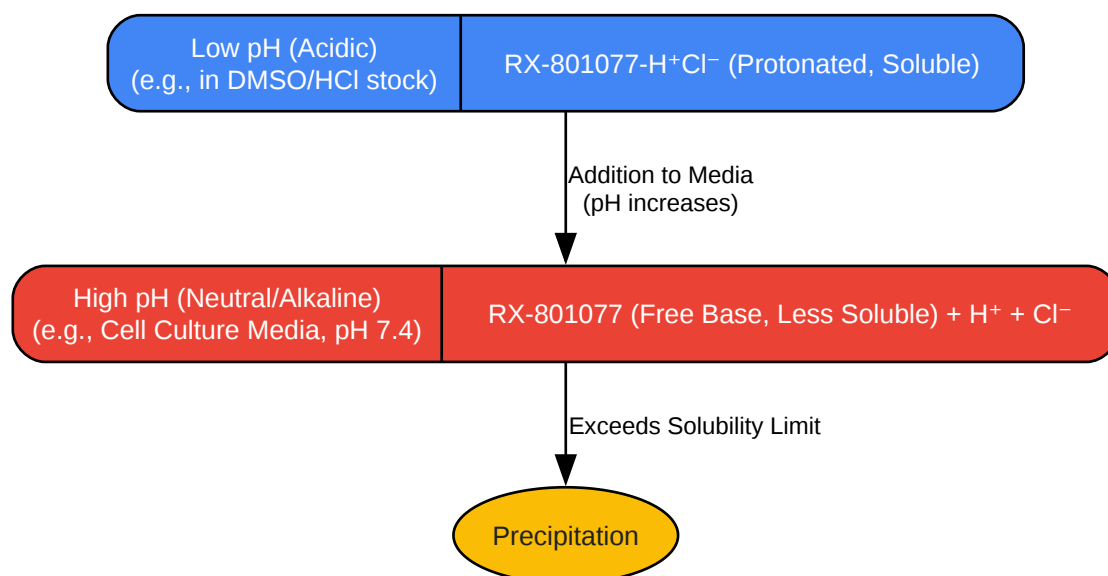 Low pH (Acidic)
(e.g., in DMSO/HCl stock)
RX-801077-H⁺Cl⁻ (Protonated, Soluble)
Addition to Media
(pH increases)
High pH (Neutral/Alkaline)
(e.g., Cell Culture Media, pH 7.4)
RX-801077 (Free Base, Less Soluble) + H⁺ + Cl⁻
Exceeds Solubility Limit
Precipitation